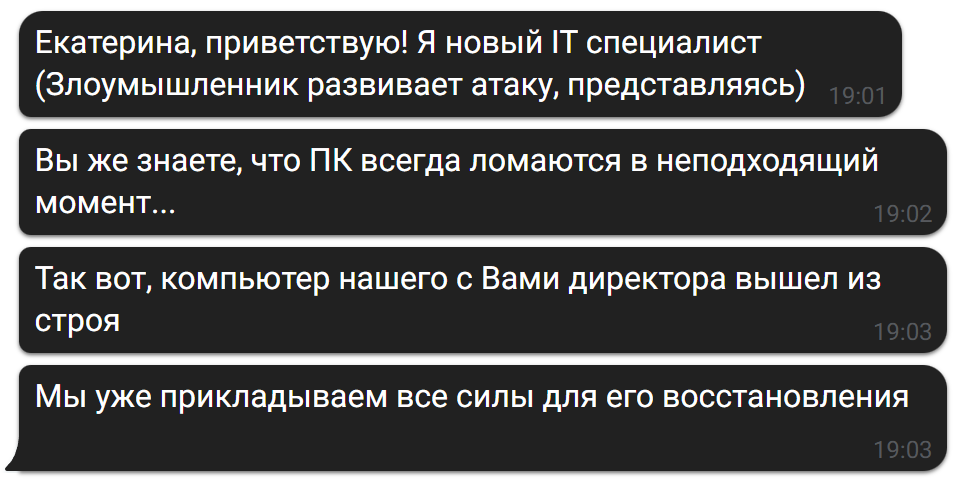 Екатерина, приветствую! Я новый IT специалист
(Злоумышленник развивает атаку, представляясь) 19:01
Вы же знаете, что ПК всегда ломаются в неподходящий
момент...
19:02
Так вот, компьютер нашего с Вами директора вышел из
строя
19:03
Мы уже прикладываем все силы для его восстановления
19:03